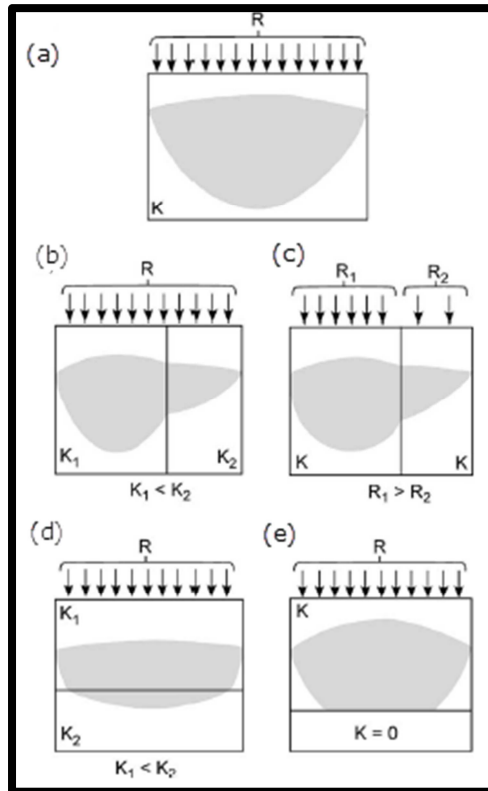 R
(a)
K
(b)
R
K₁
K₂
K₁ < K₂
(c)
R₁
R₂
K
K
R₁ > R₂
(d)
R
K₁
K₂
K₁ < K₂
(e)
R
K
K = 0